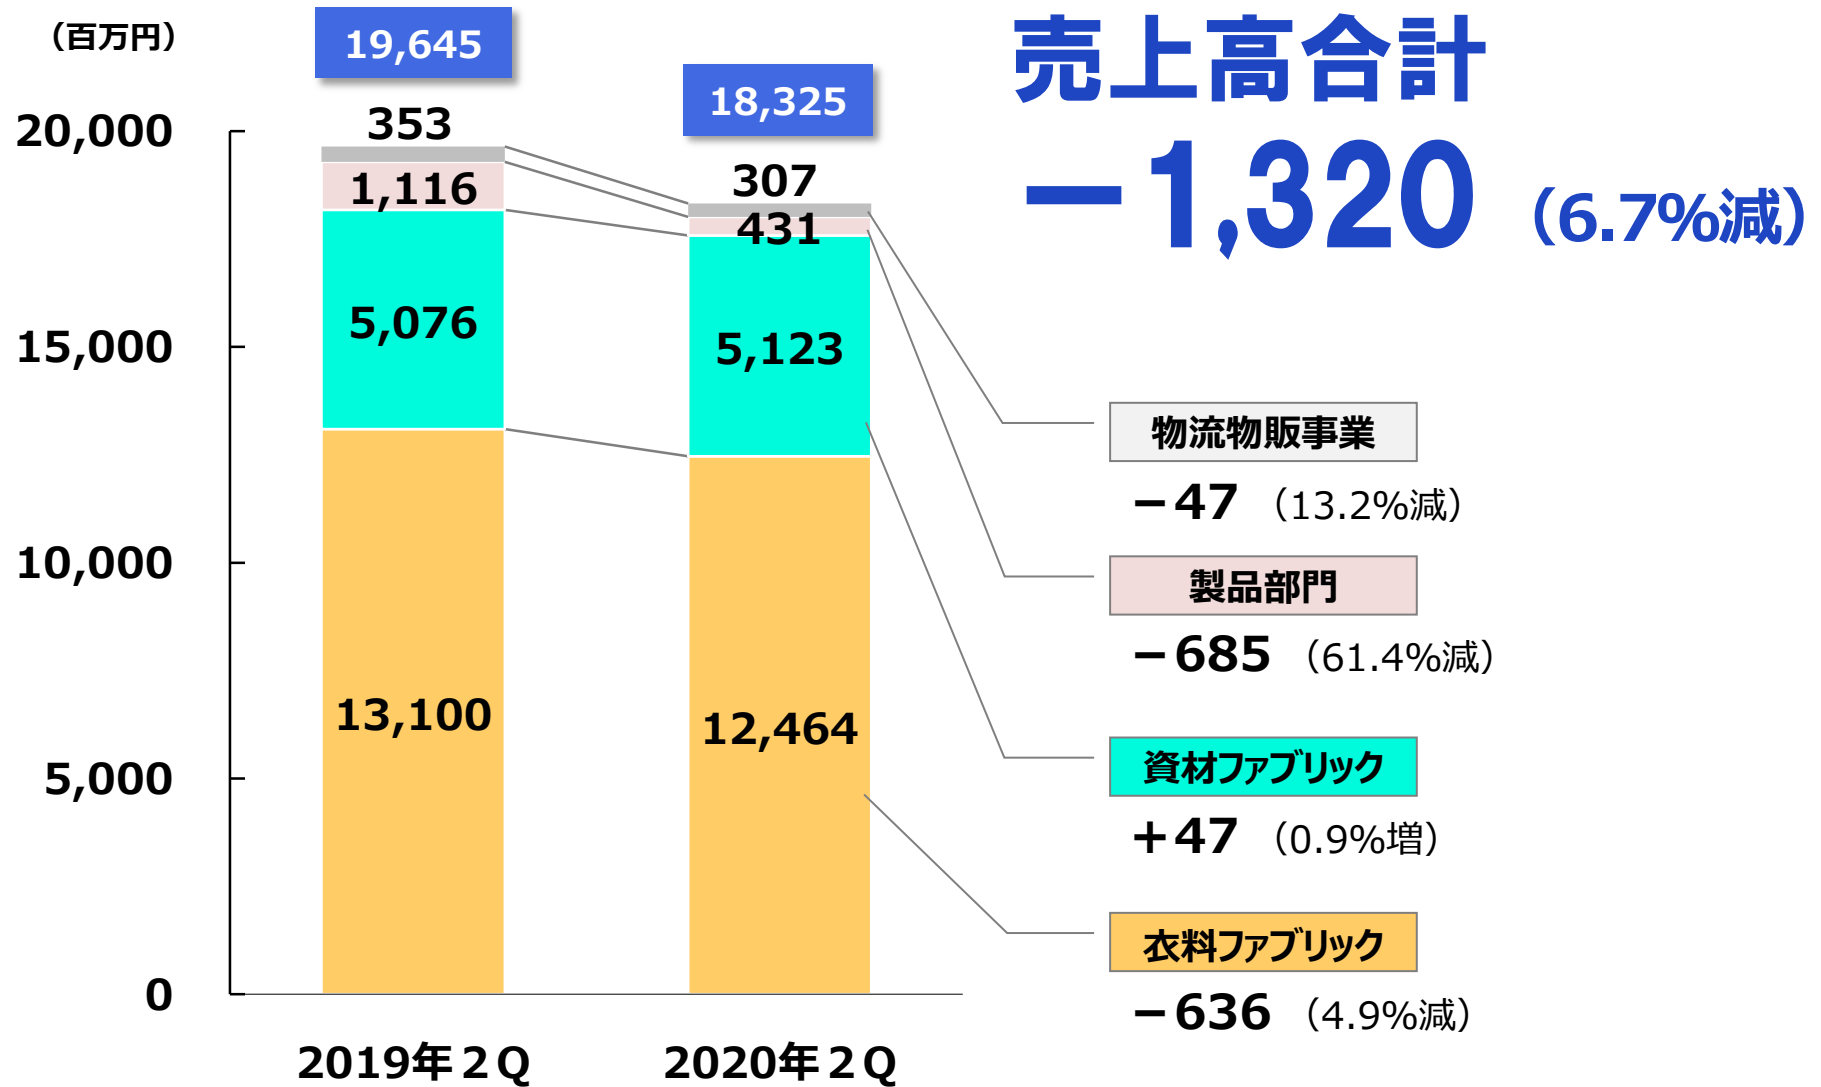 （百万円）
19,645
18,325
売上高合計
－1,320（6.7%減）
20,000
15,000
10,000
5,000
0
353
1,116
5,076
13,100
307
431
5,123
12,464
2019年２Q
2020年２Q
物流物販事業
－47（13.2%減）
製品部門
－685（61.4%減）
資材ファブリック
＋47（0.9%増）
衣料ファブリック
－636（4.9%減）